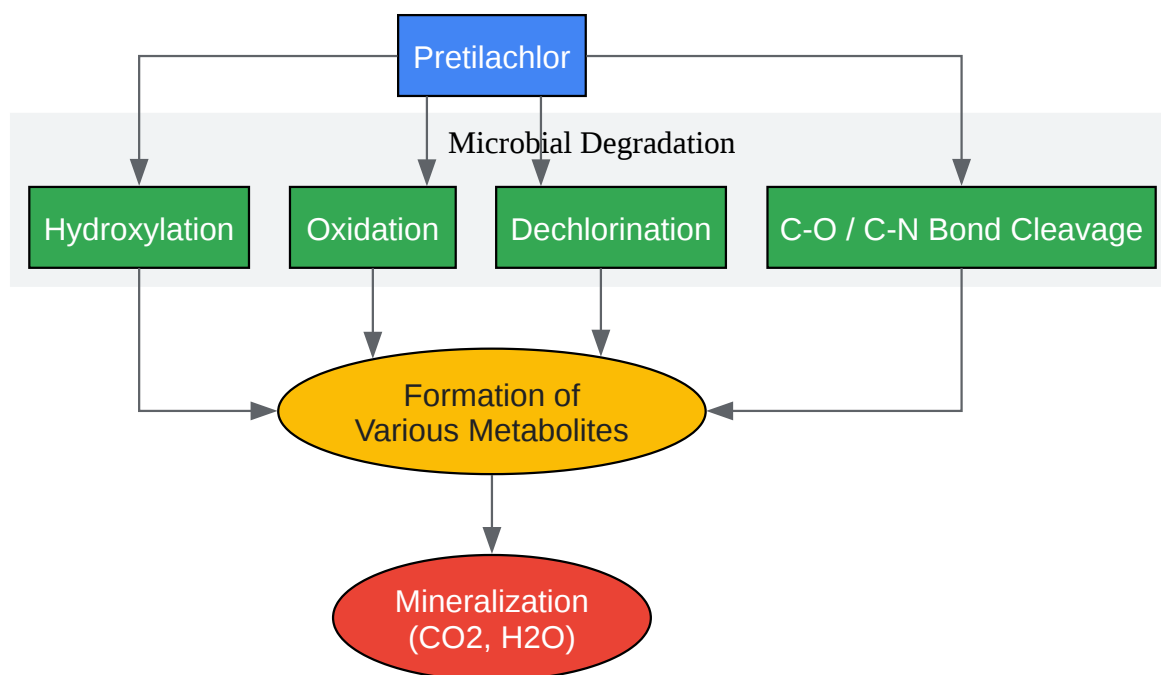 Pretilachlor
Microbial Degradation
Hydroxylation
Oxidation
Dechlorination
C-O / C-N Bond Cleavage
Formation of
Various Metabolites
Mineralization
(CO2, H2O)